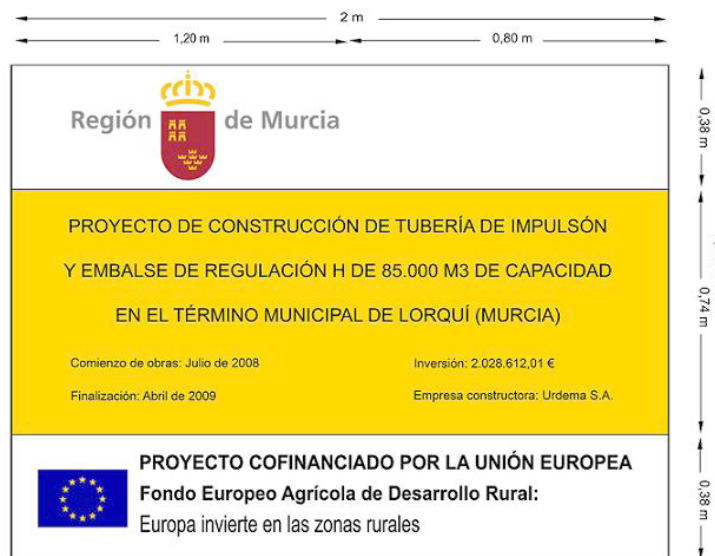 2 m
1,20 m
0,80 m
Región de Murcia
0,38 m
PROYECTO DE CONSTRUCCIÓN DE TUBERÍA DE IMPULSÓN
Y EMBALSE DE REGULACIÓN H DE 85.000 M3 DE CAPACIDAD
EN EL TÉRMINO MUNICIPAL DE LORQUÍ (MURCIA)
0,74 m
Comienzo de obras: Julio de 2008
Inversión: 2.028.612,01 €
Finalización: Abril de 2009
Empresa constructora: Urdema S.A.
PROYECTO COFINANCIADO POR LA UNIÓN EUROPEA
Fondo Europeo Agrícola de Desarrollo Rural:
Europa invierte en las zonas rurales
0,38 m